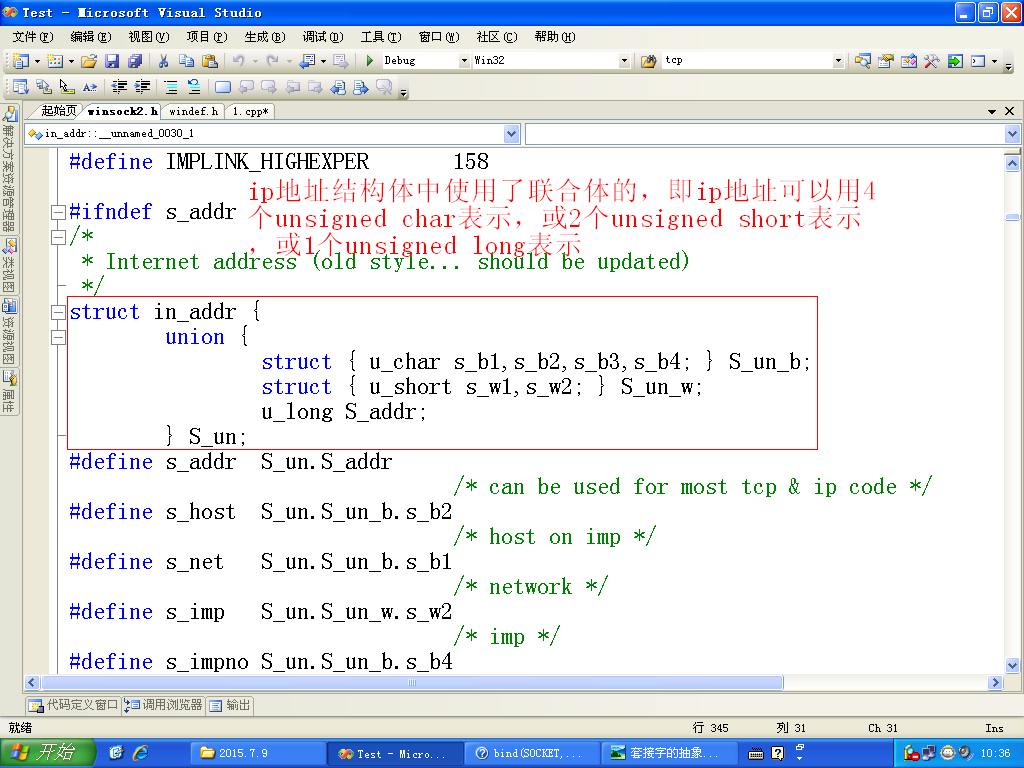 Test - Microsoft Visual Studio
文件(F) 编辑(E) 视图(V) 项目(P) 生成(B) 调试(D) 工具(T) 窗口(W) 社区(C) 帮助(H)
Debug Win32 tcp
起始页 winsock2.h windef.h 1.cpp*
in_addr::__unnamed_0030_1
解决方案资源管理器
类视图
资源视图
属性
#define IMPLINK_HIGHEXPER 158
ip地址结构体中使用了联合体的，即ip地址可以用4
个unsigned char表示，或2个unsigned short表示
，或1个unsigned long表示
#ifndef s_addr
/*
* Internet address (old style... should be updated)
*/
struct in_addr {
union {
struct { u_char s_b1,s_b2,s_b3,s_b4; } S_un_b;
struct { u_short s_w1,s_w2; } S_un_w;
u_long S_addr;
} S_un;
#define s_addr S_un.S_addr
/* can be used for most tcp & ip code */
#define s_host S_un.S_un_b.s_b2
/* host on imp */
#define s_net S_un.S_un_b.s_b1
/* network */
#define s_imp S_un.S_un_w.s_w2
/* imp */
#define s_impno S_un.S_un_b.s_b4
代码定义窗口 调用浏览器 输出
就绪 行 345 列 31 Ch 31 Ins
开始 2015.7.9 Test - Micro... bind(SOCKET,... 套接字的抽象... 10:36